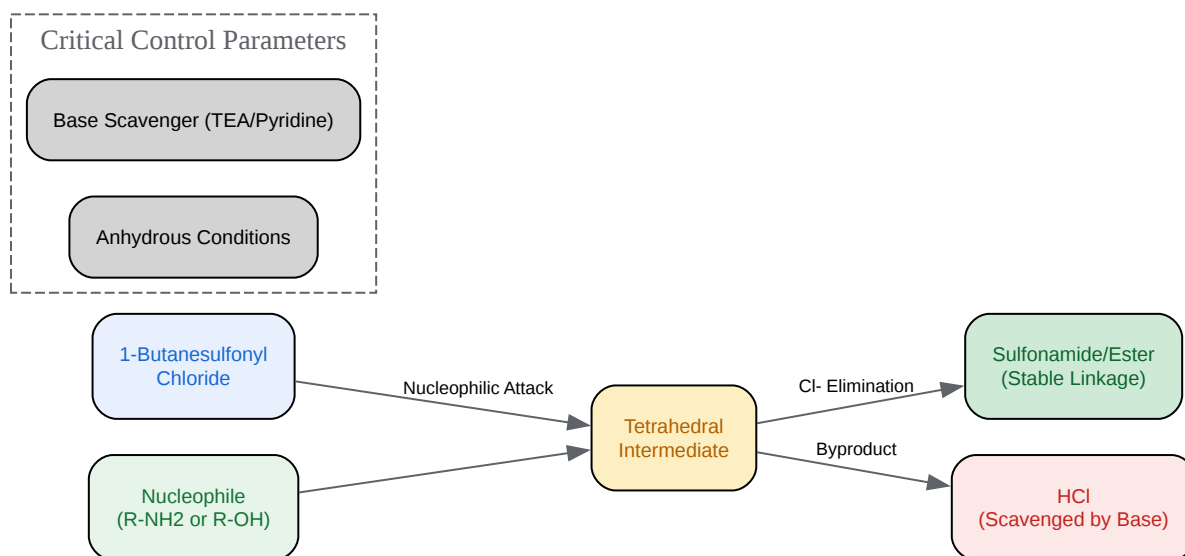 Critical Control Parameters
Base Scavenger (TEA/Pyridine)
Anhydrous Conditions
1-Butanesulfonyl
Chloride
Nucleophilic Attack
Nucleophile
(R-NH2 or R-OH)
Tetrahedral
Intermediate
Cl- Elimination
Byproduct
Sulfonamide/Ester
(Stable Linkage)
HCl
(Scavenged by Base)